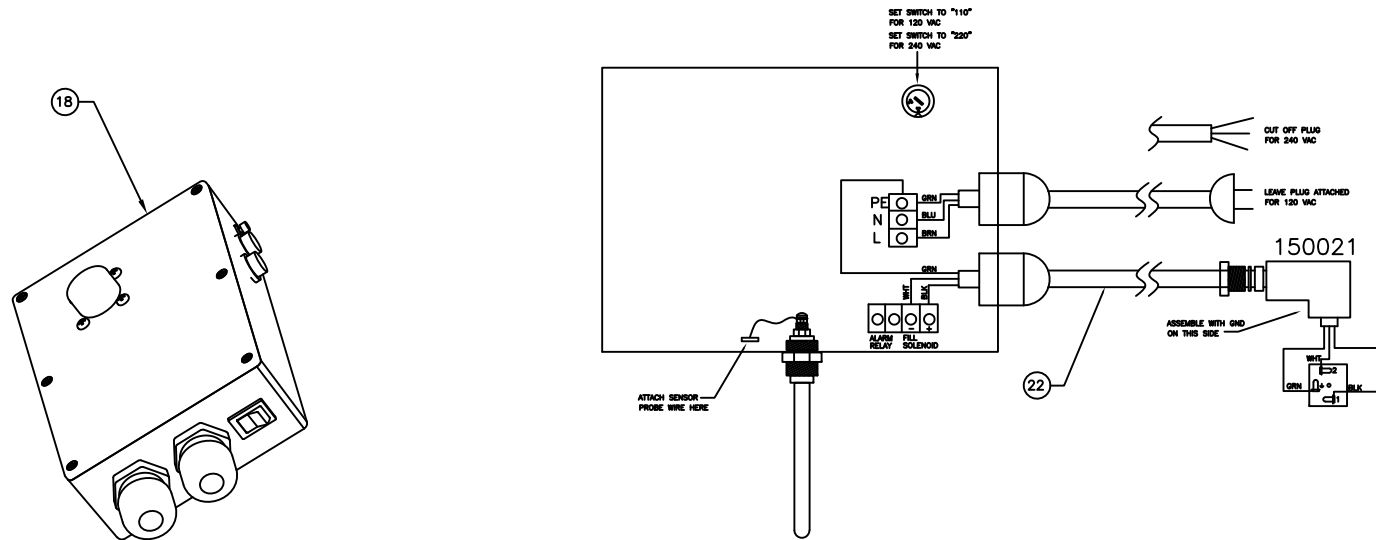 SET SWITCH TO "110"
FOR 120 VAC
SET SWITCH TO "220"
FOR 240 VAC
18
CUT OFF PLUG
FOR 240 VAC
LEAVE PLUG ATTACHED
FOR 120 VAC
PE
GRN
N
BLU
L
BRN
150021
GRN
WHT
BLK
ALARM
RELAY
FILL
SOLENOID
-
+
ASSEMBLE WITH GND
ON THIS SIDE
22
ATTACH SENSOR
PROBE WIRE HERE
WHT
2
GRN
BLK
1